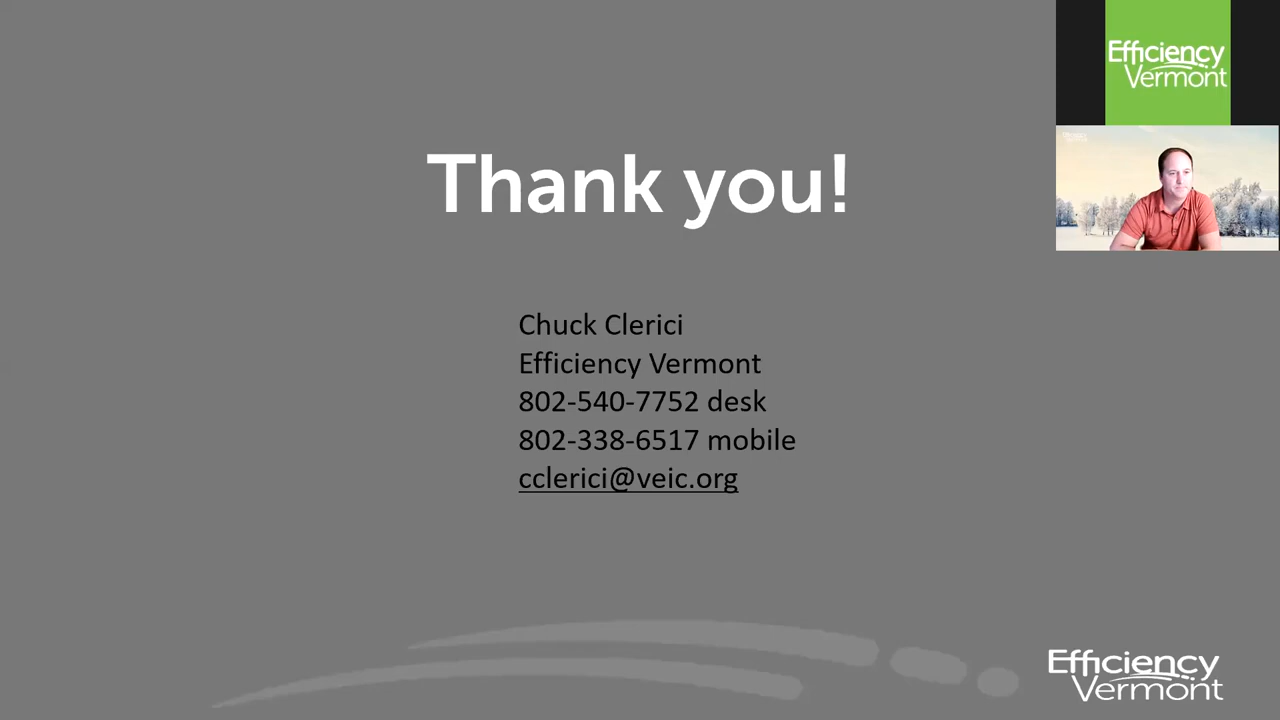 Efficiency
Vermont
Thank you!
Chuck Clerici
Efficiency Vermont
802-540-7752 desk
802-338-6517 mobile
cclerici@veic.org
Efficiency
Vermont